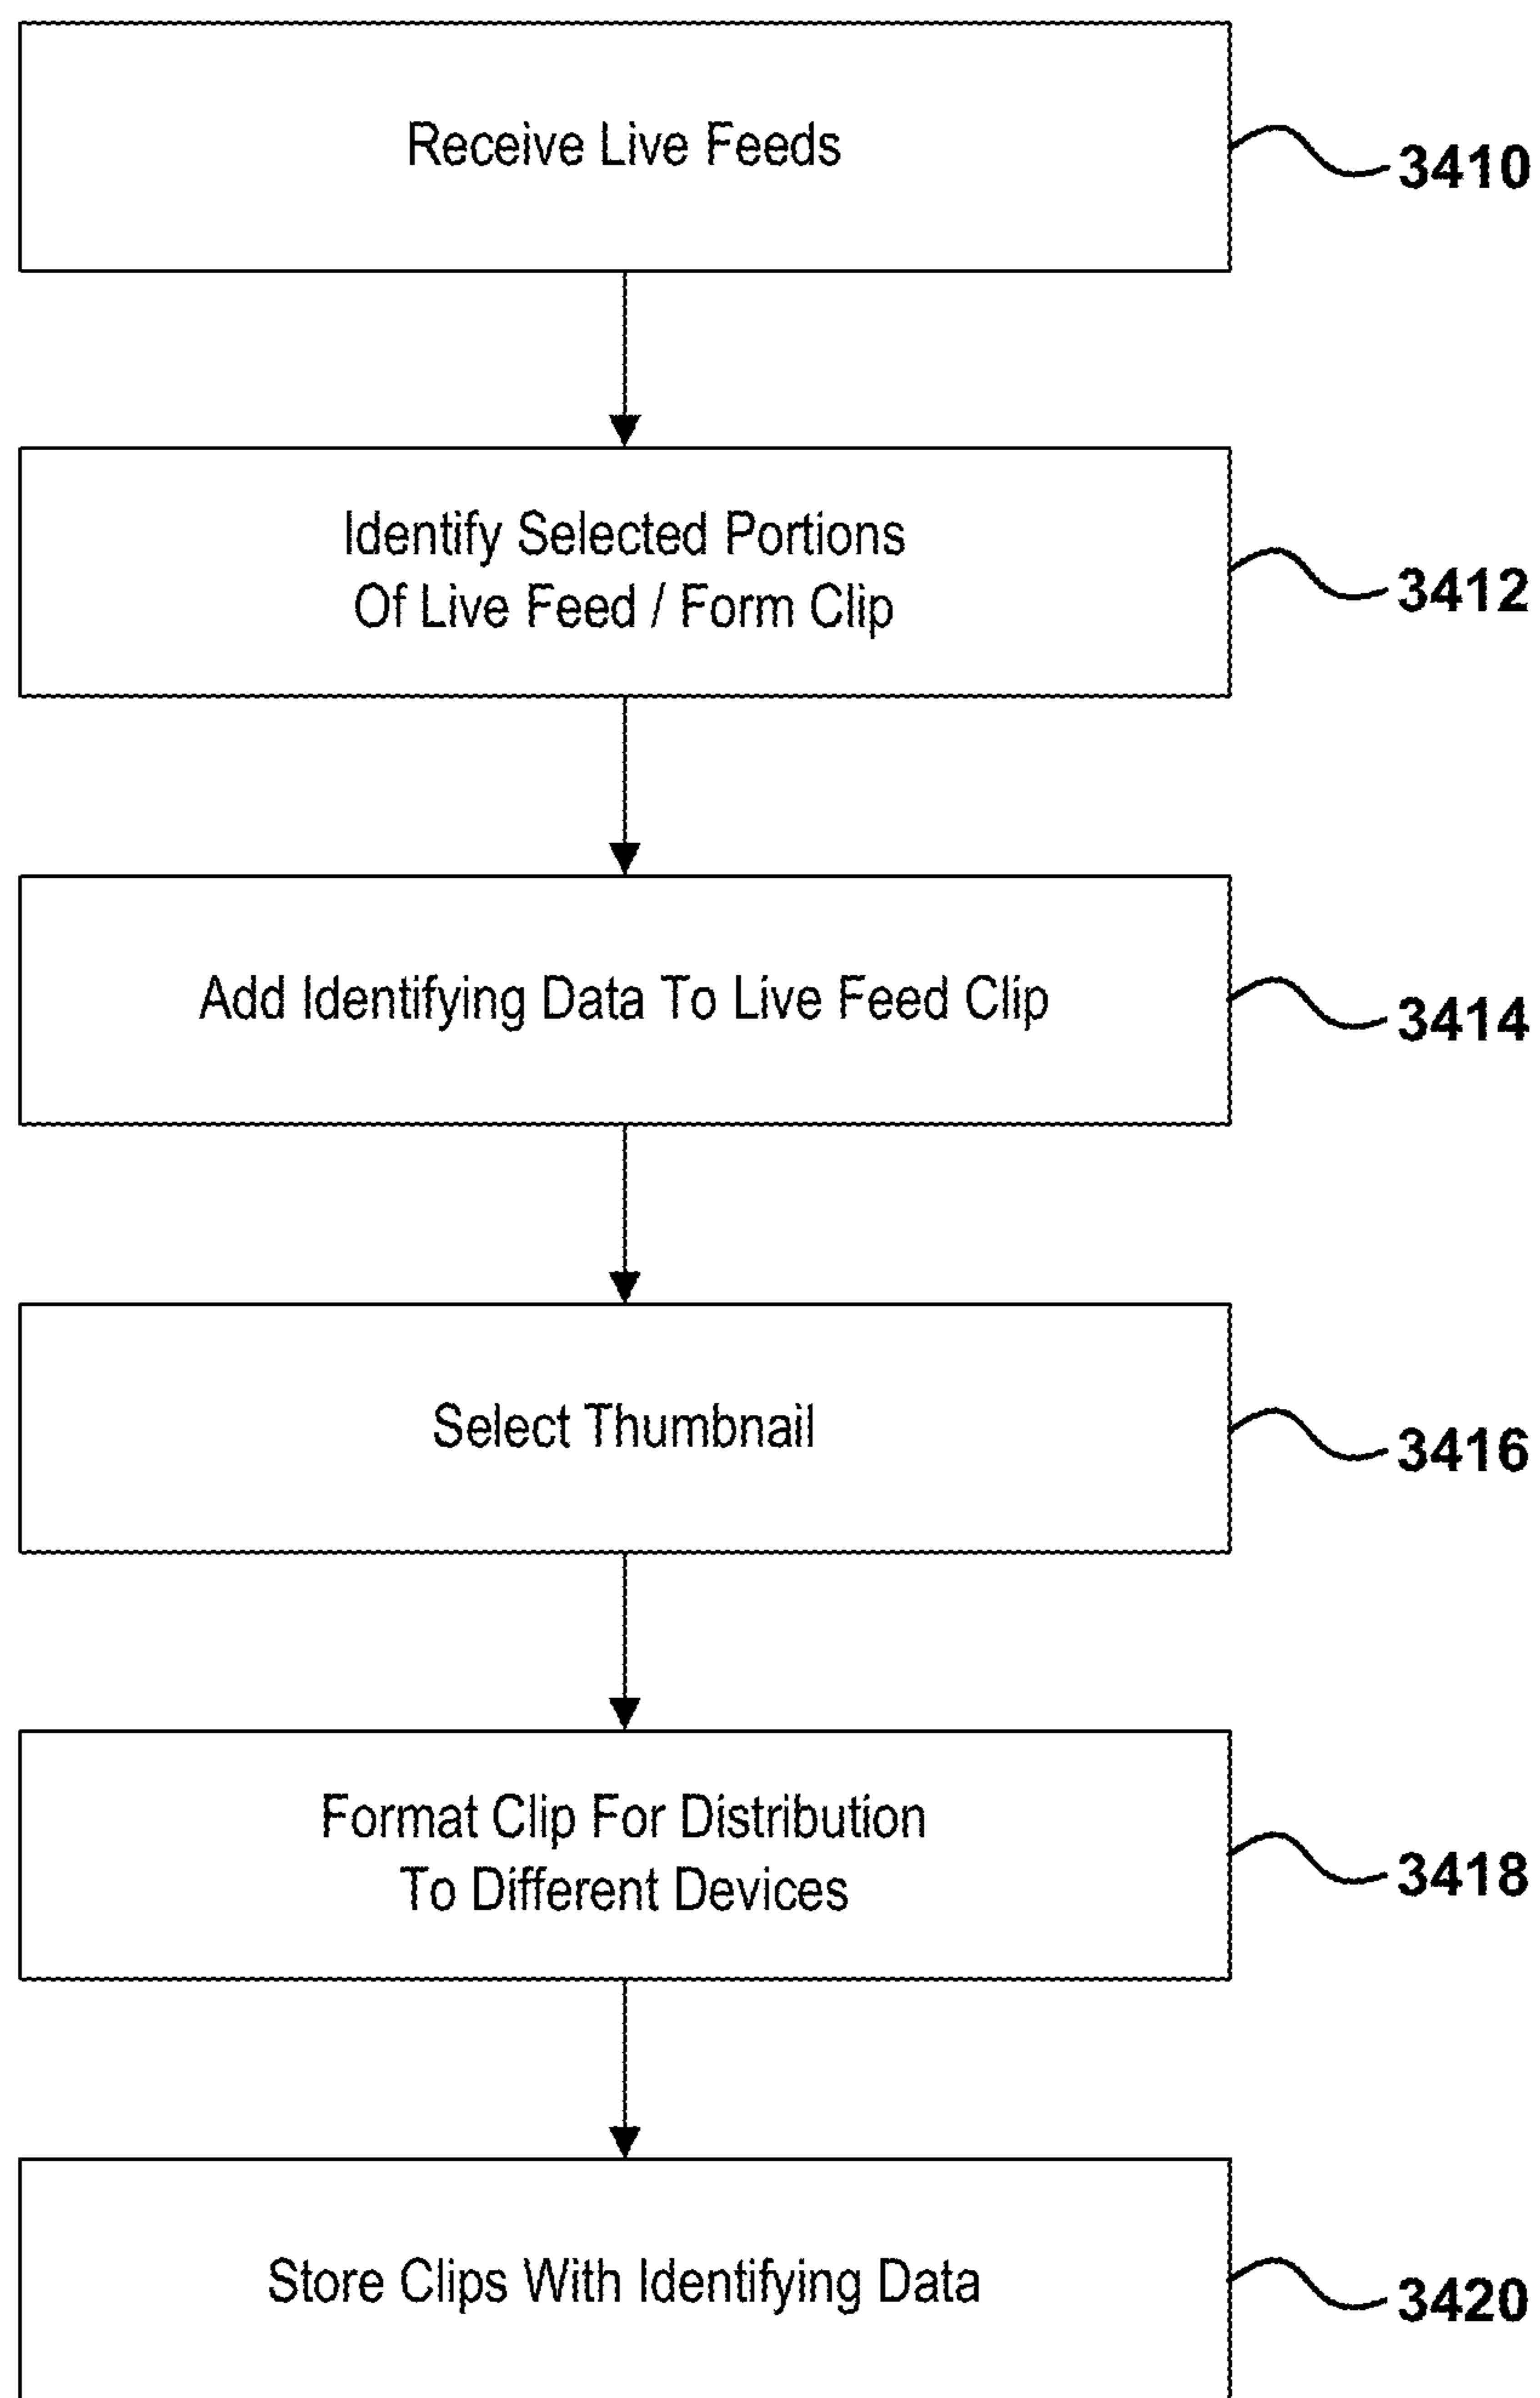 Receive Live Feeds
3410
Identify Selected Portions
Of Live Feed / Form Clip
3412
Add Identifying Data To Live Feed Clip
3414
Select Thumbnail
3416
Format Clip For Distribution
To Different Devices
3418
Store Clips With Identifying Data
3420